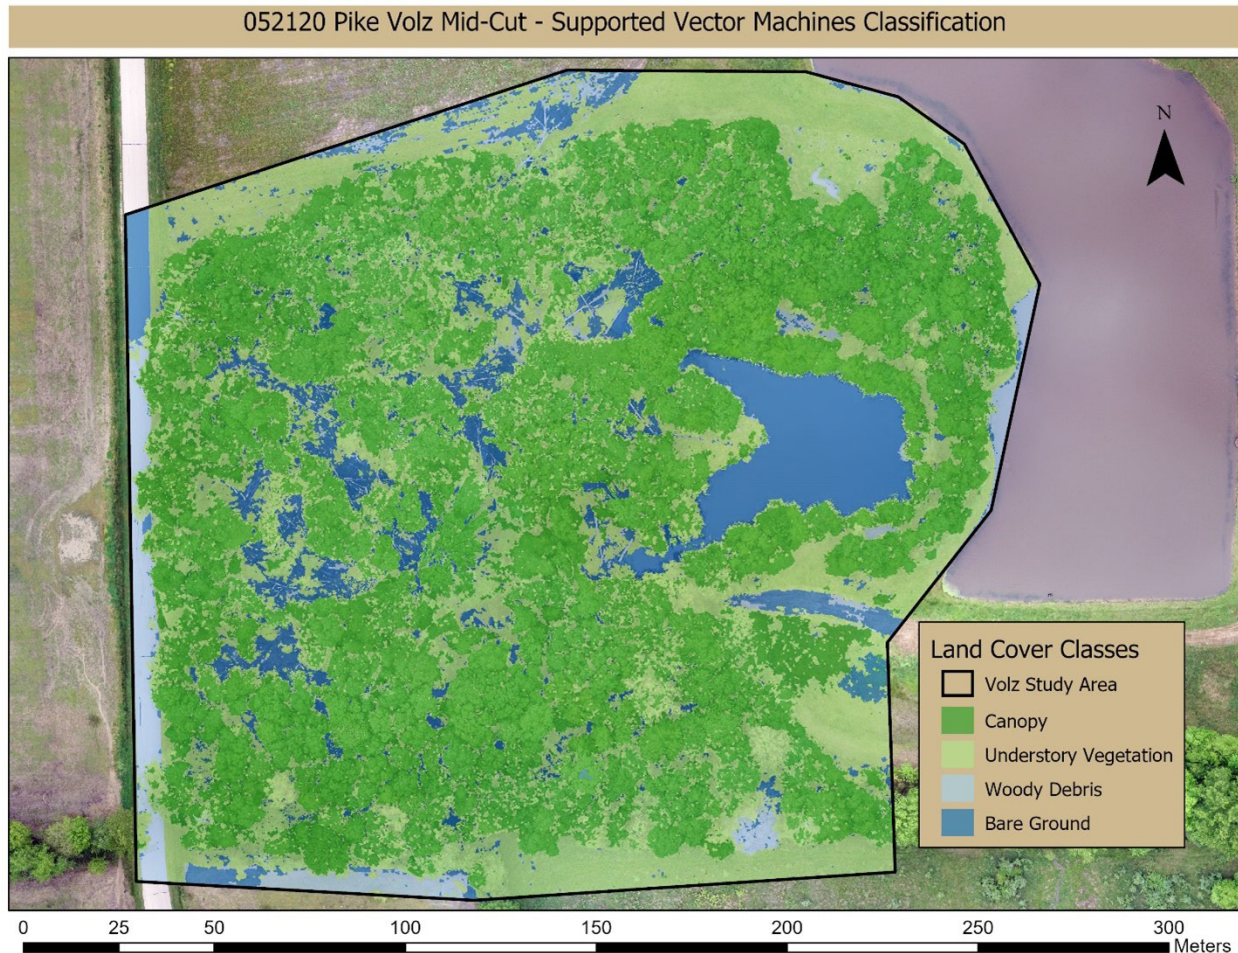 052120 Pike Volz Mid-Cut - Supported Vector Machines Classification
N
Land Cover Classes
Volz Study Area
Canopy
Understory Vegetation
Woody Debris
Bare Ground
0 25 50 100 150 200 250 300
Meters